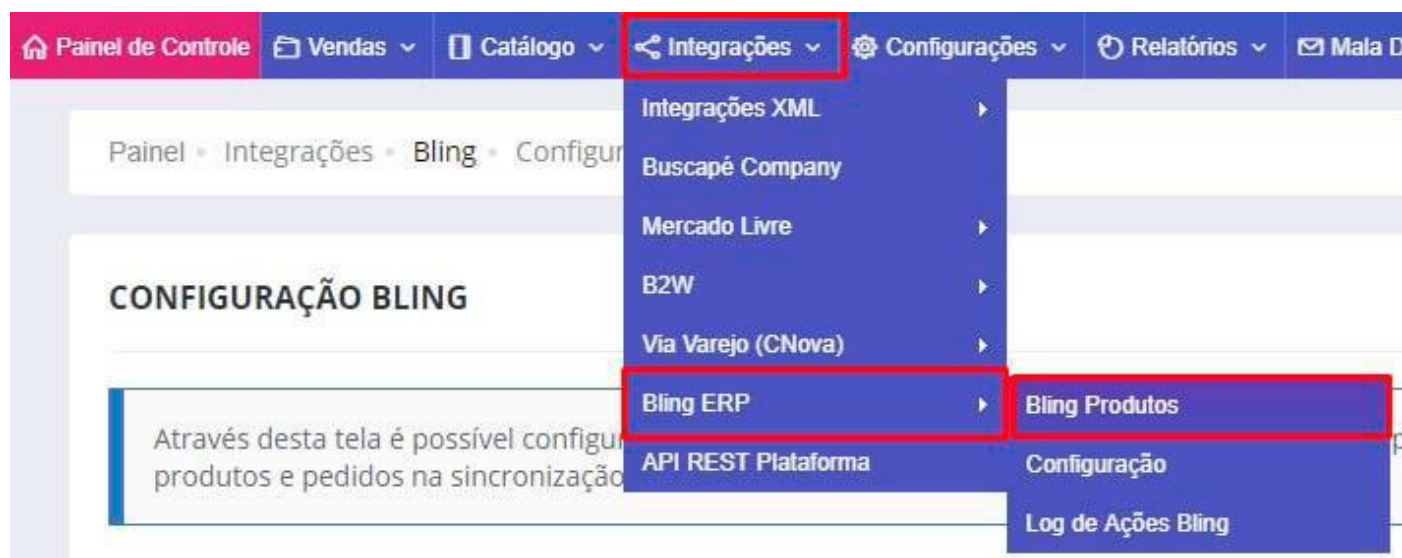 Painel de Controle Vendas Catálogo Integrações Configurações Relatórios Mala D
Integrações XML
Painel Integrações Bling Configur
Buscapé Company
Mercado Livre
CONFIGURAÇÃO BLING
B2W
Via Varejo (CNova)
Bling ERP
Bling Produtos
Através desta tela é possível configu
API REST Plataforma
Configuração
produtos e pedidos na sincronização
Log de Ações Bling